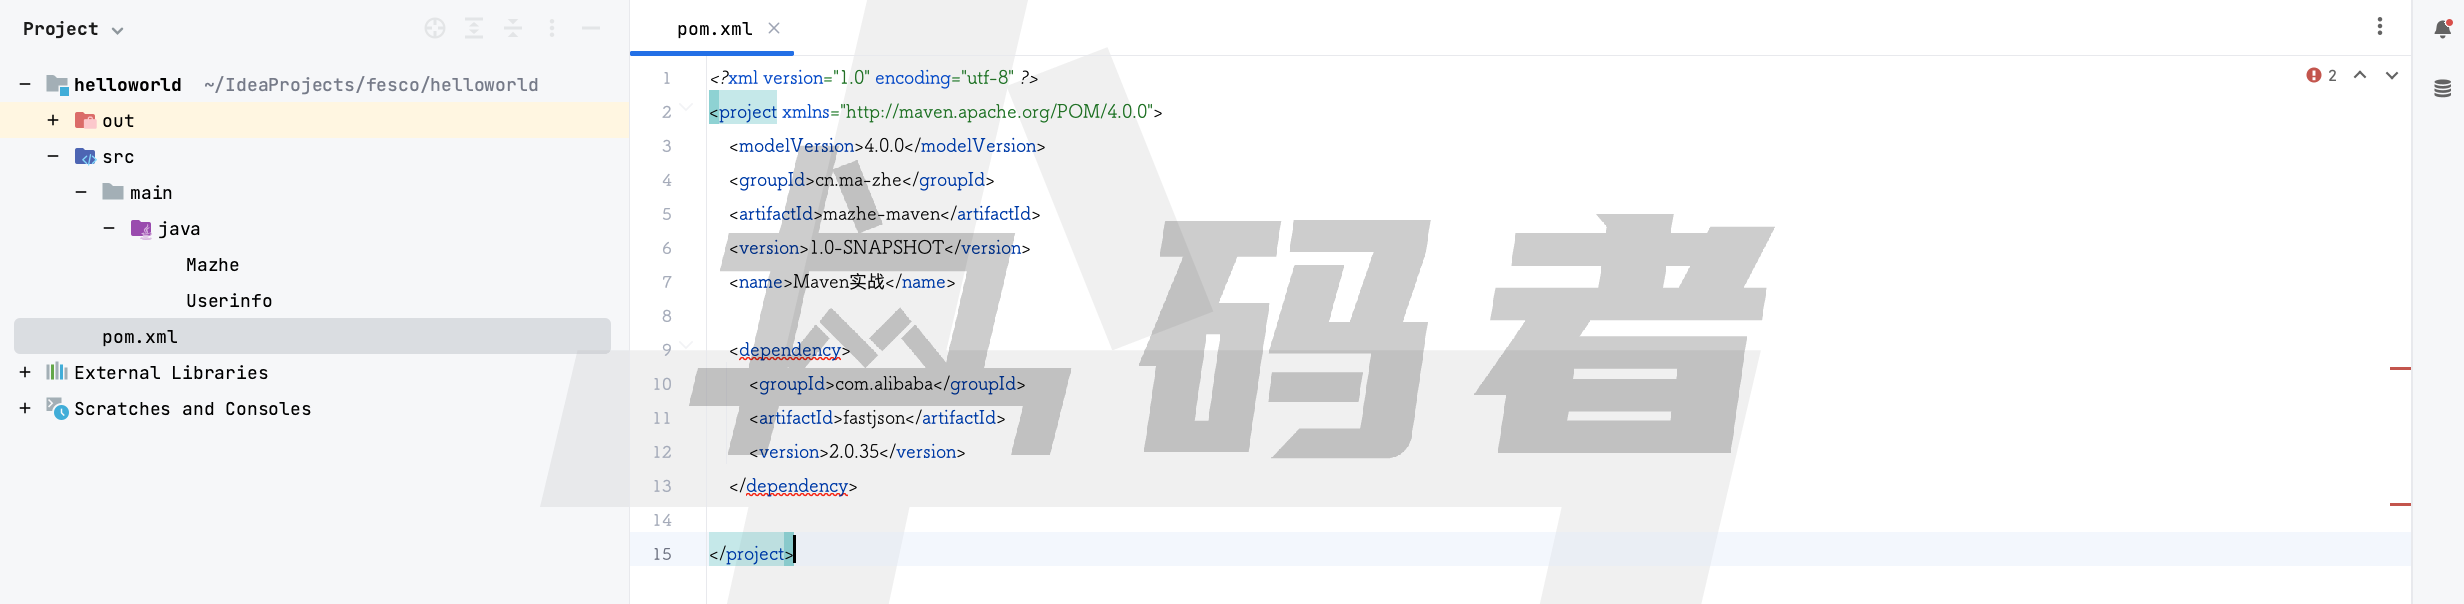 Project
helloworld ~/IdeaProjects/fesco/helloworld
out
src
main
java
Mazhe
Userinfo
pom.xml
External Libraries
Scratches and Consoles
pom.xml
2
1 <?xml version="1.0" encoding="utf-8" ?>
2 <project xmlns="http://maven.apache.org/POM/4.0.0">
3 <modelVersion>4.0.0</modelVersion>
4 <groupId>cn.ma-zhe</groupId>
5 <artifactId>mazhe-maven</artifactId>
6 <version>1.0-SNAPSHOT</version>
7 <name>Maven实战</name>
8
9 <dependency>
10 <groupId>com.alibaba</groupId>
11 <artifactId>fastjson</artifactId>
12 <version>2.0.35</version>
13 </dependency>
14
15 </project>
码者